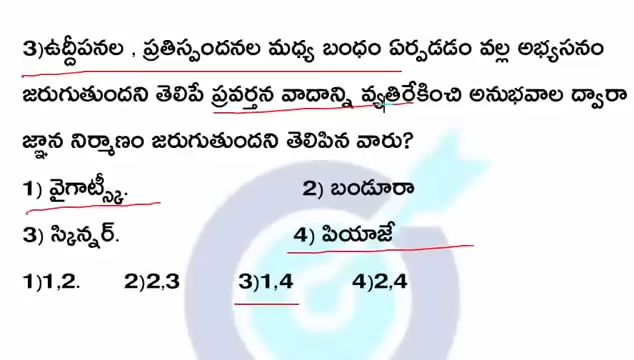 3)ఉద్దీపనల , ప్రతిస్పందనల మధ్య బంధం ఏర్పడడం వల్ల అభ్యసనం
జరుగుతుందని తెలిపే ప్రవర్తన వాదాన్ని వ్యతిరేకించి అనుభవాల ద్వారా
జ్ఞాన నిర్మాణం జరుగుతుందని తెలిపిన వారు?
1) వైగాట్స్కీ. 2) బండూరా
3) స్కిన్నర్. 4) పియాజే
1)1,2. 2)2,3 3)1,4 4)2,4